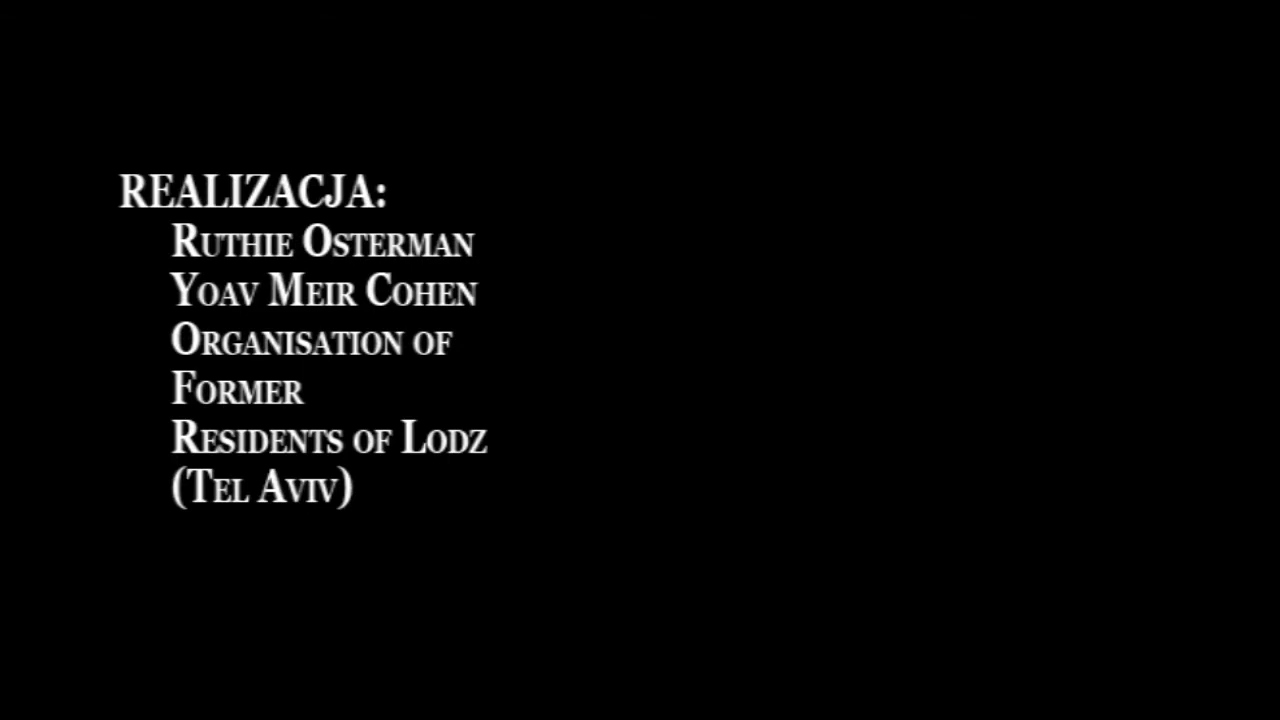 REALIZACJA:
Ruthie Osterman
Yoav Meir Cohen
Organisation of
Former
Residents of Lodz
(Tel Aviv)